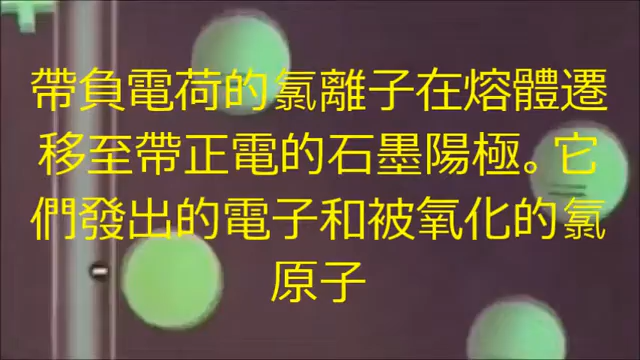 帶負電荷的氯離子在熔體遷
移至帶正電的石墨陽極。它
們發出的電子和被氧化的氯
原子